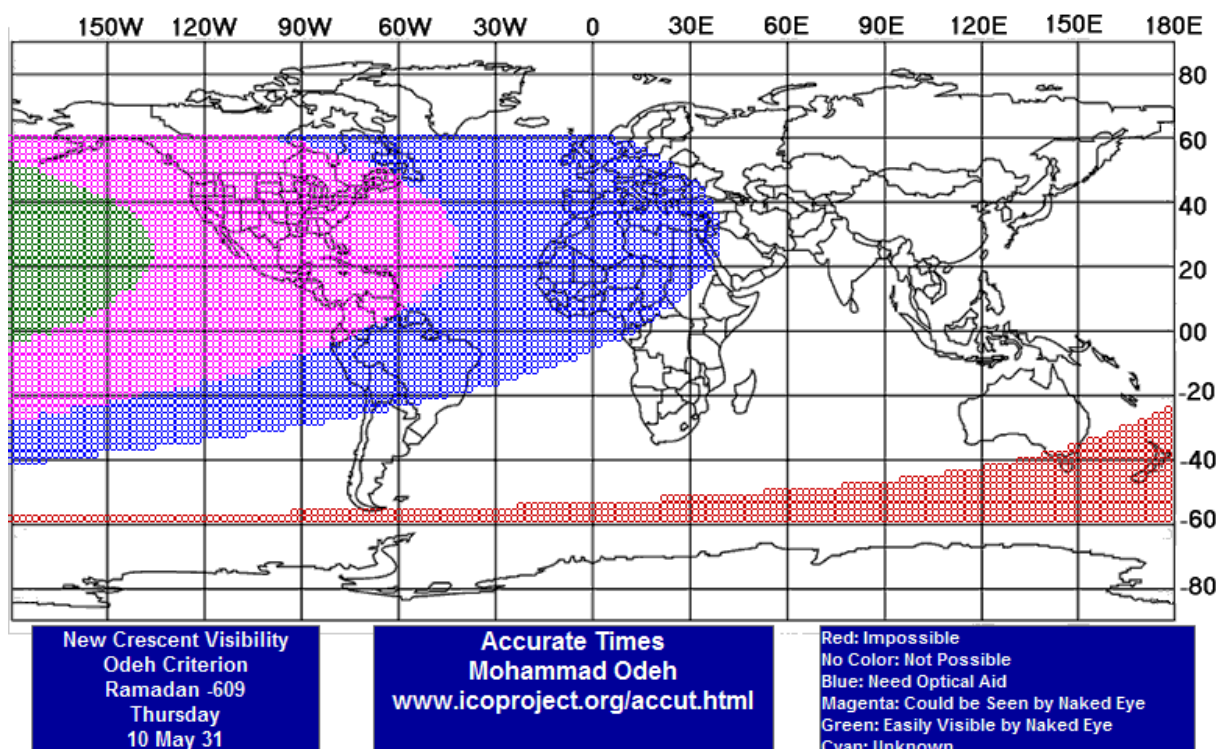 150W 120W 90W 60W 30W 0 30E 60E 90E 120E 150E 180E
80
60
40
20
00
-20
-40
-60
-80
New Crescent Visibility
Odeh Criterion
Ramadan -609
Thursday
10 May 31
Accurate Times
Mohammad Odeh
www.icoproject.org/accut.html
Red: Impossible
No Color: Not Possible
Blue: Need Optical Aid
Magenta: Could be Seen by Naked Eye
Green: Easily Visible by Naked Eye
Cyan: Unknown